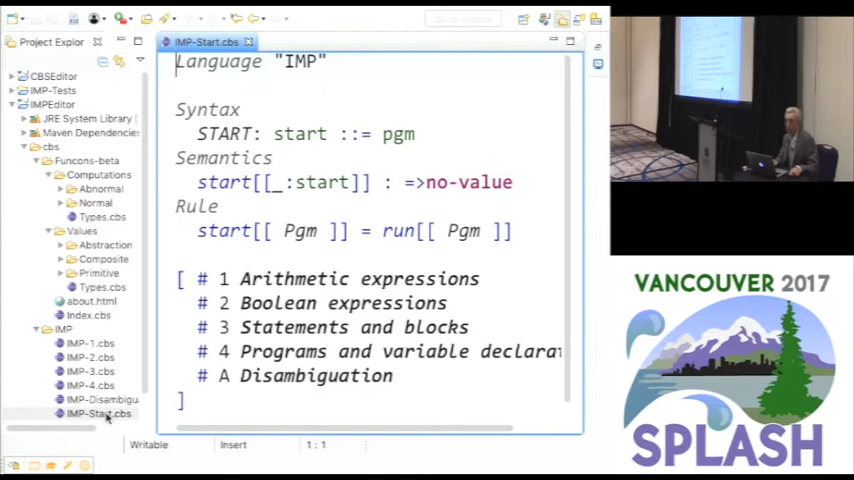 Quick Access
Project Explor
IMP-Start.cbs
CBSEditor
IMP-Tests
IMPEditor
JRE System Library [
Maven Dependencies
cbs
Funcons-beta
Computations
Abnormal
Normal
Types.cbs
Values
Abstraction
Composite
Primitive
Types.cbs
about.html
Index.cbs
IMP
IMP-1.cbs
IMP-2.cbs
IMP-3.cbs
IMP-4.cbs
IMP-Disambigu
IMP-Start.cbs
Language "IMP"
Syntax
START: start ::= pgm
Semantics
start[[_:start]] : =>no-value
Rule
start[[ Pgm ]] = run[[ Pgm ]]
[ # 1 Arithmetic expressions
# 2 Boolean expressions
# 3 Statements and blocks
# 4 Programs and variable declarat
# A Disambiguation
]
Writable
Insert
1 : 1
VANCOUVER 2017
SPLASH